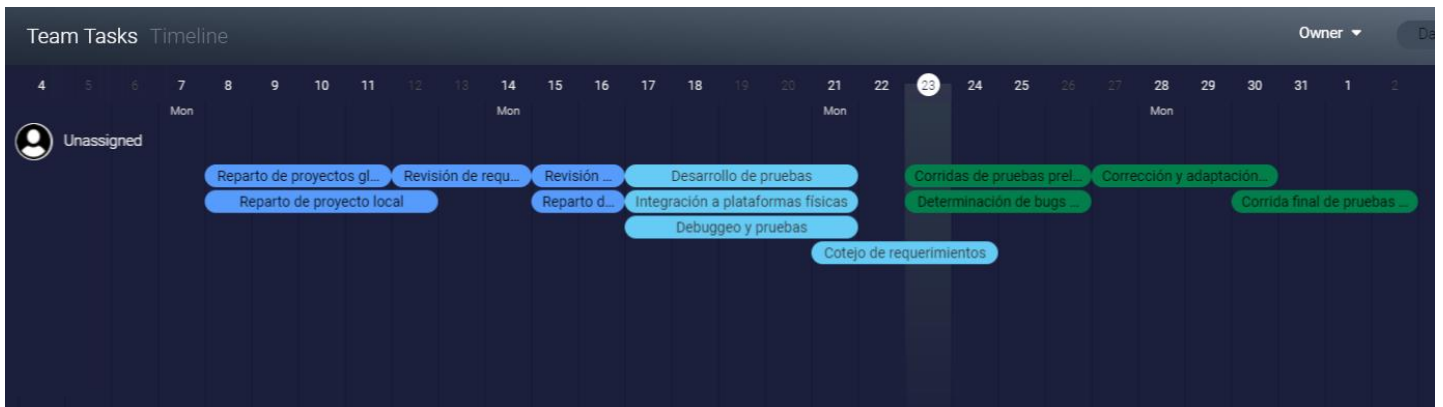 Team Tasks Timeline Owner
4 5 6 7 8 9 10 11 12 13 14 15 16 17 18 19 20 21 22 23 24 25 26 27 28 29 30 31 1 2
Mon Mon Mon Mon
Unassigned
Reparto de proyectos gl... Revisión de requ... Revisión ... Desarrollo de pruebas Corridas de pruebas prel... Corrección y adaptación...
Reparto de proyecto local Reparto d... Integración a plataformas físicas Determinación de bugs ... Corrida final de pruebas ...
Debuggeo y pruebas
Cotejo de requerimientos